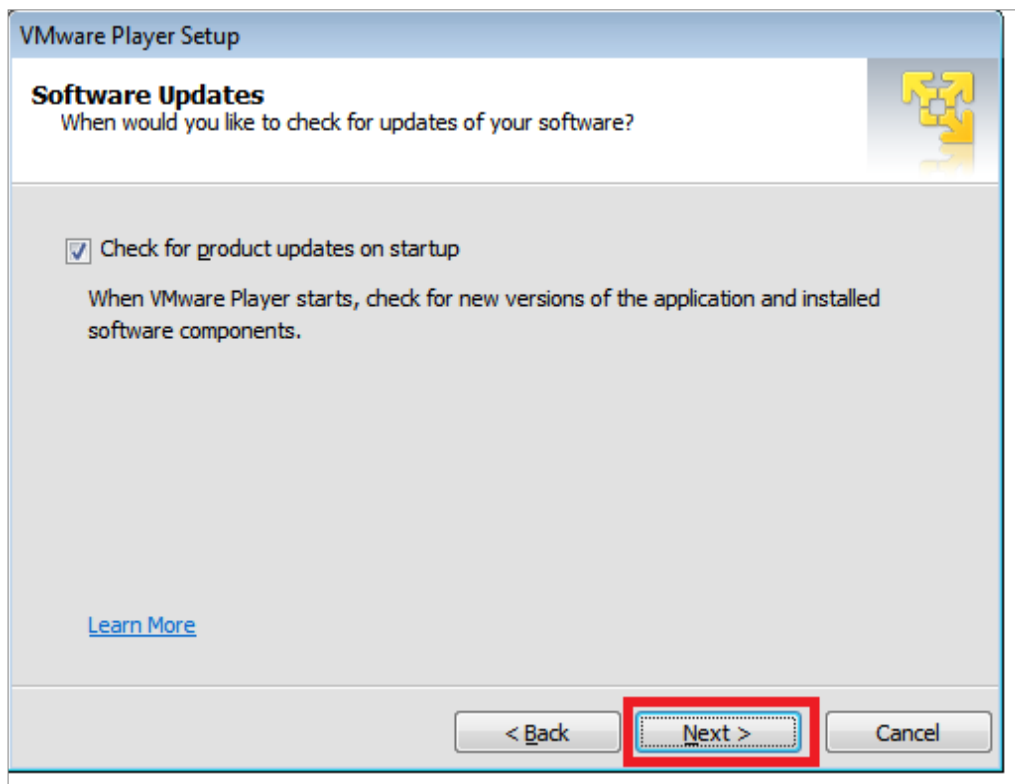 VMware Player Setup
Software Updates
When would you like to check for updates of your software?
Check for product updates on startup
When VMware Player starts, check for new versions of the application and installed
software components.
Learn More
< Back
Next >
Cancel